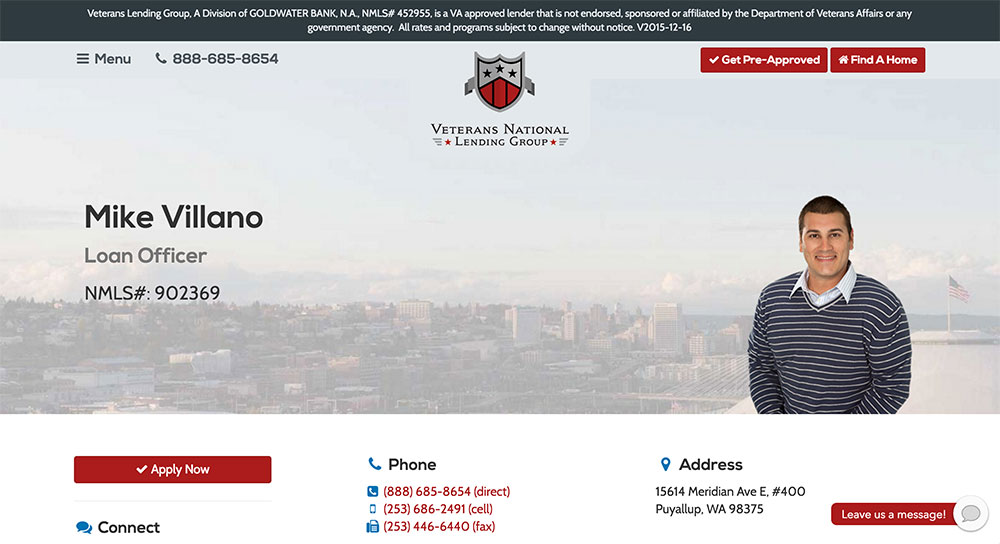 Veterans Lending Group, A Division of GOLDWATER BANK, N.A., NMLS# 452955, is a VA approved lender that is not endorsed, sponsored or affiliated by the Department of Veterans Affairs or any
government agency. All rates and programs subject to change without notice. V2015-12-16
Menu 888-685-8654
Get Pre-Approved Find A Home
VETERANS NATIONAL
LENDING GROUP
Mike Villano
Loan Officer
NMLS#: 902369
Apply Now
Connect
Phone
(888) 685-8654 (direct)
(253) 686-2491 (cell)
(253) 446-6440 (fax)
Address
15614 Meridian Ave E, #400
Puyallup, WA 98375
Leave us a message!